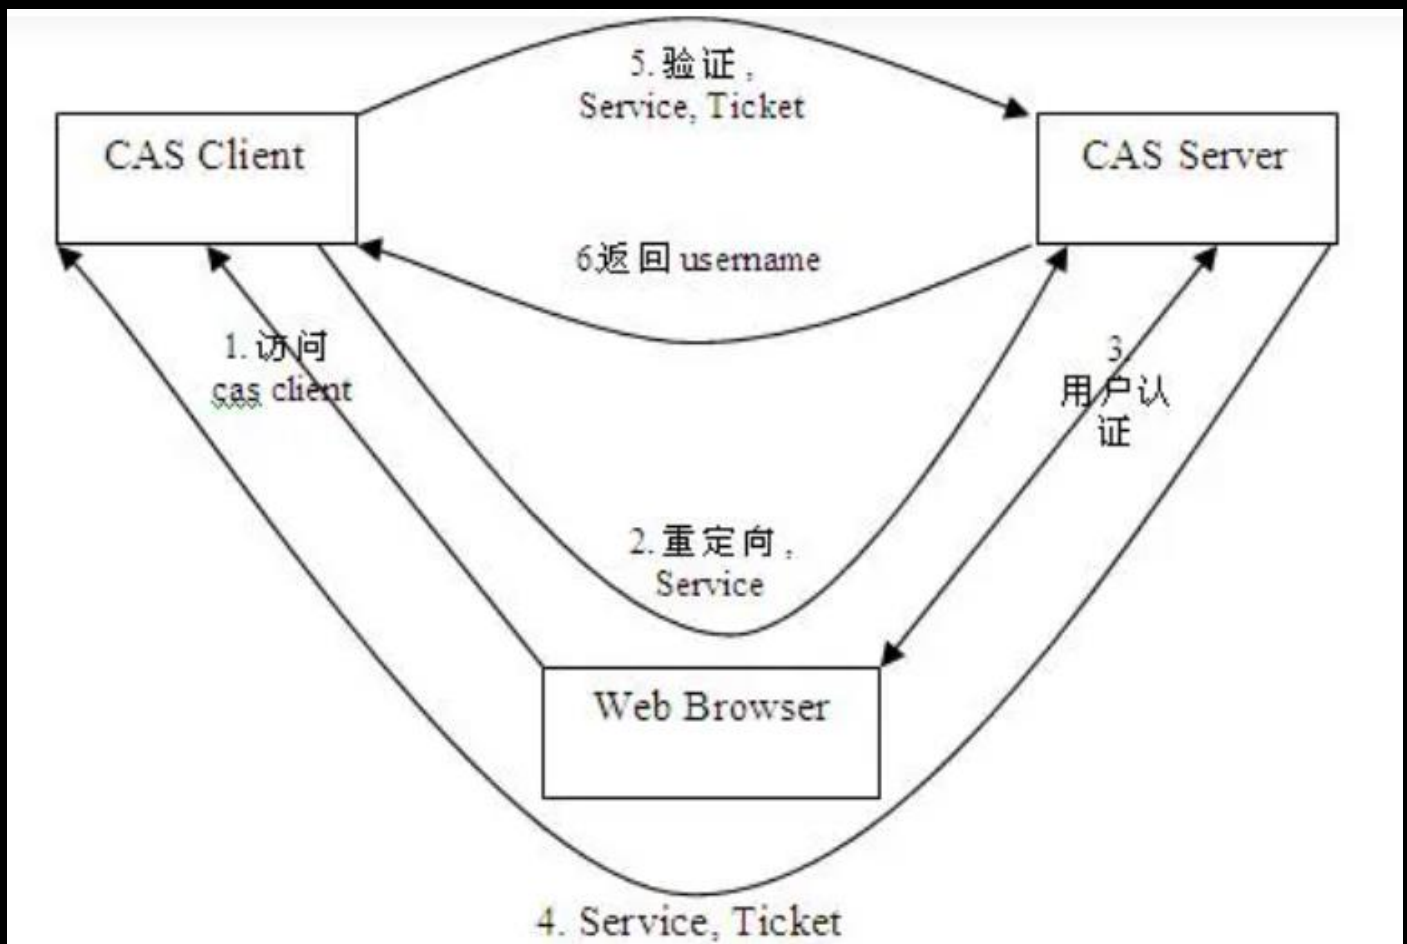 5.验证，
Service, Ticket
CAS Client
CAS Server
6返回 username
1.访问
cas client
3.
用户认
证
2.重定向，
Service
Web Browser
4. Service, Ticket